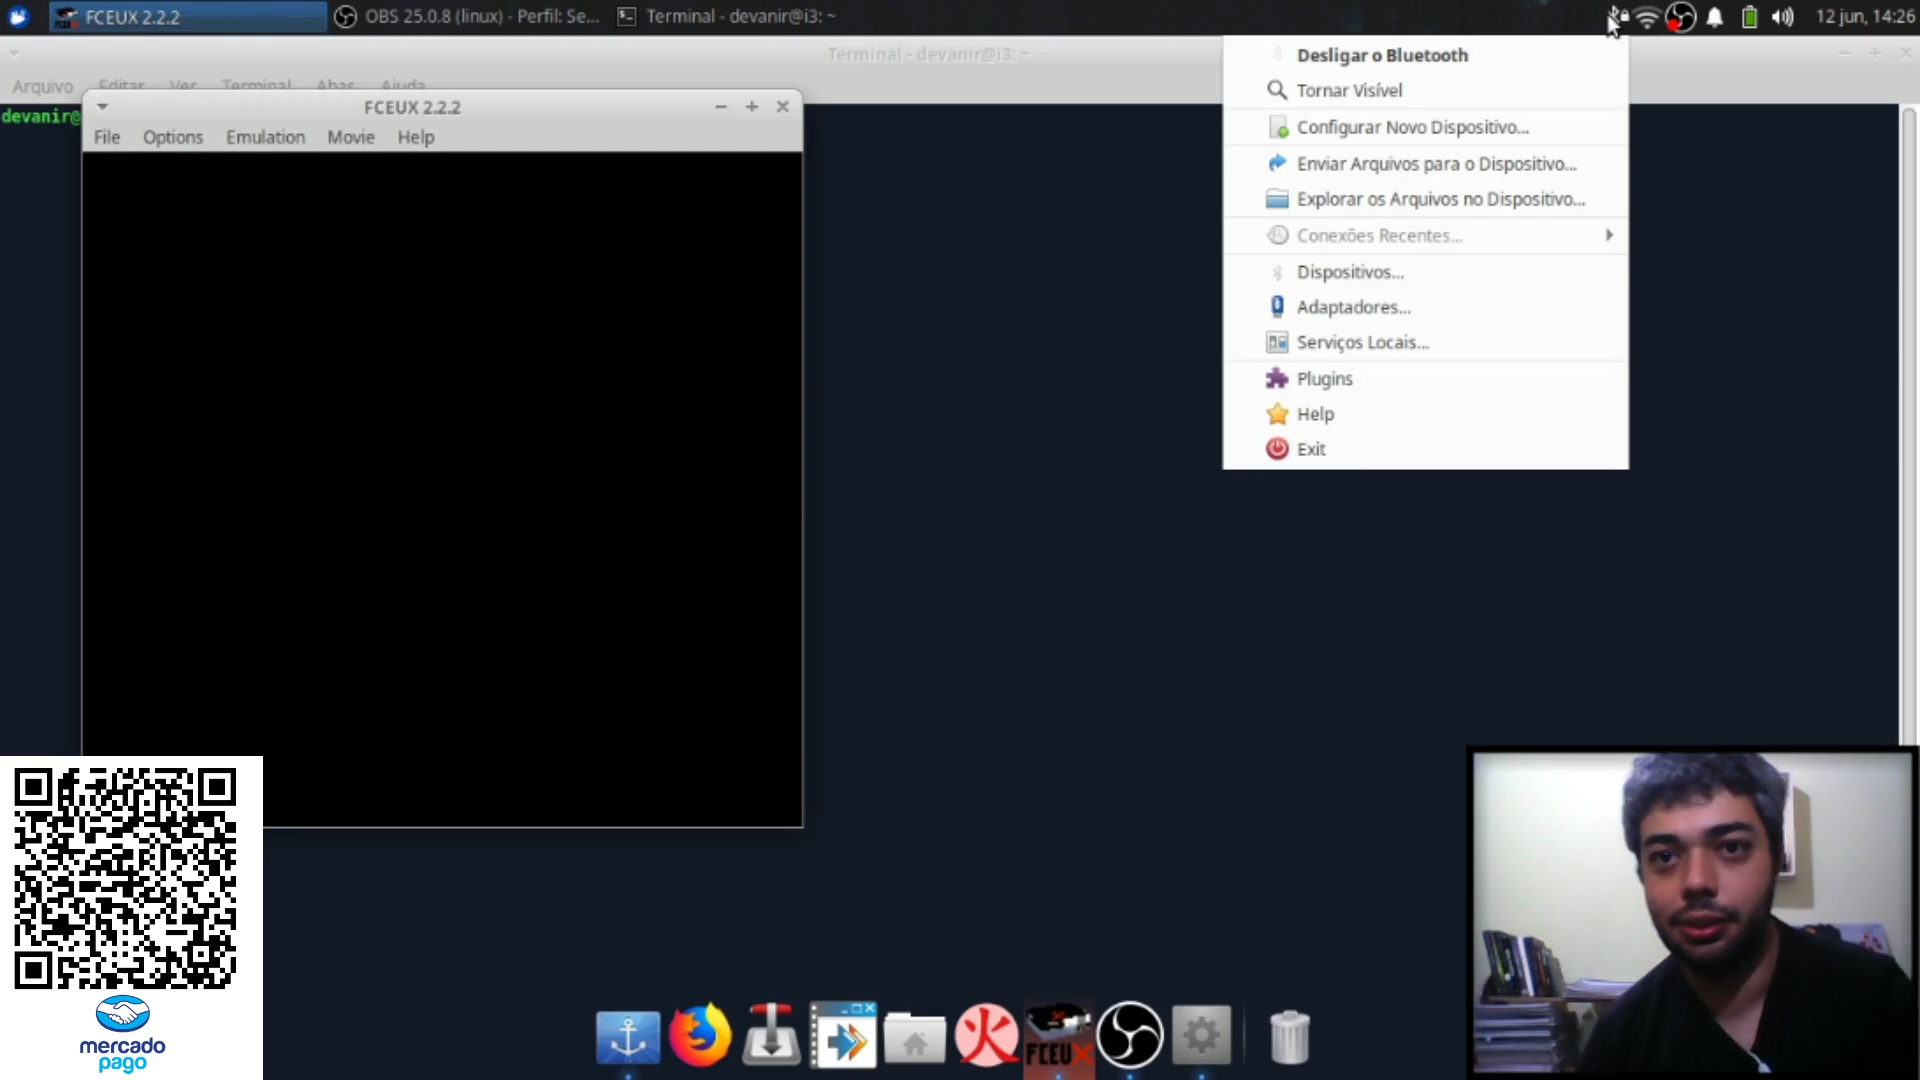 FCEUX 2.2.2
OBS 25.0.8 (linux) - Perfil: Se...
Terminal - devanir@i3: ~
12 jun, 14:26
Terminal - devanir@i3: ~
Arquivo Editar Ver Terminal Abas Ajuda
devanir@
FCEUX 2.2.2
File Options Emulation Movie Help
Desligar o Bluetooth
Tornar Visível
Configurar Novo Dispositivo...
Enviar Arquivos para o Dispositivo...
Explorar os Arquivos no Dispositivo...
Conexões Recentes...
Dispositivos...
Adaptadores...
Serviços Locais...
Plugins
Help
Exit
mercado
pago
火
FCEUX